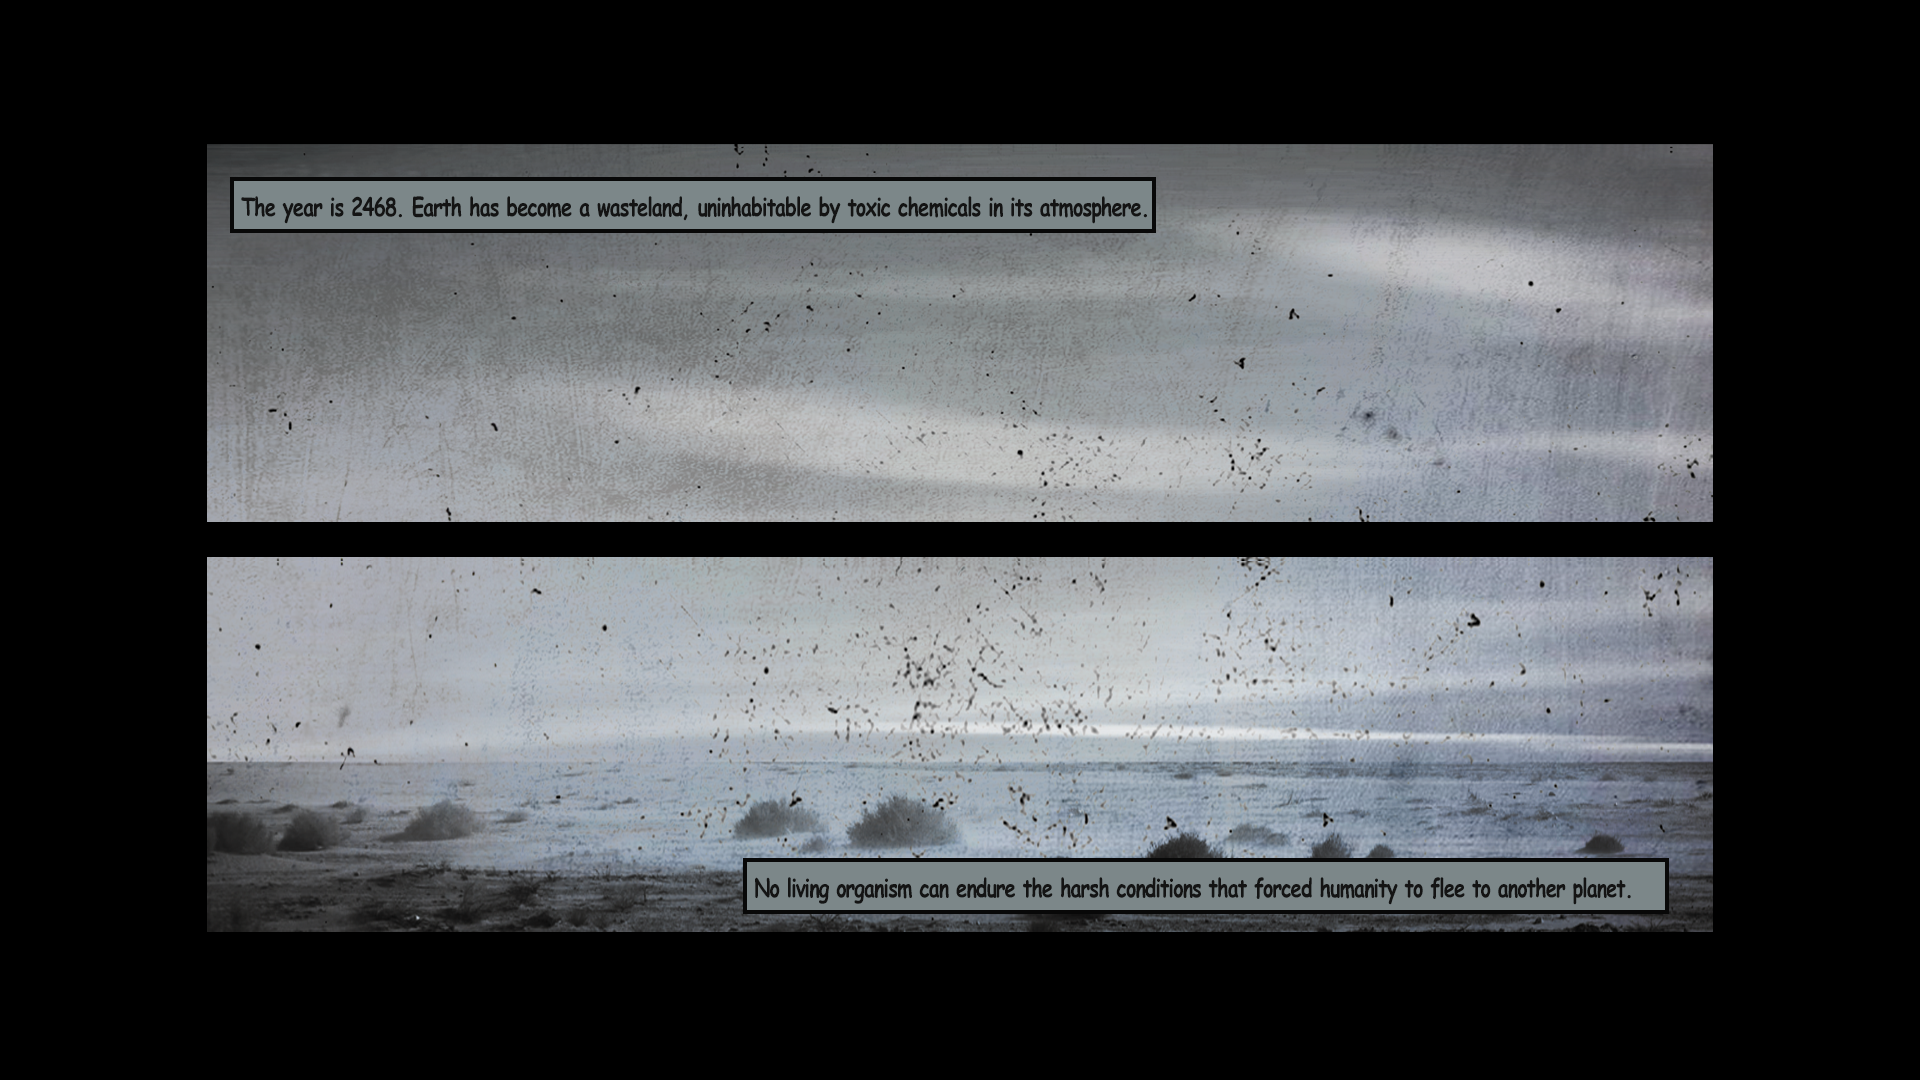 The year is 2468. Earth has become a wasteland, uninhabitable by toxic chemicals in its atmosphere.
No living organism can endure the harsh conditions that forced humanity to flee to another planet.